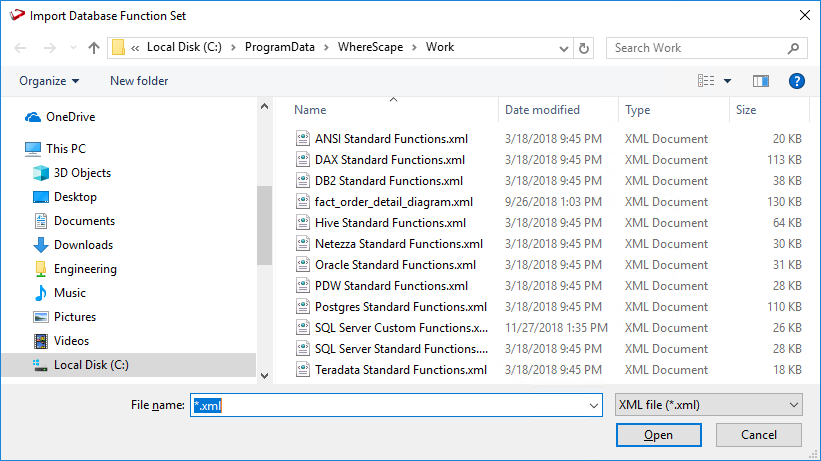 Import Database Function Set
« Local Disk (C:) > ProgramData > WhereScape > Work
Search Work
Organize
New folder
?
OneDrive
This PC
3D Objects
Desktop
Documents
Downloads
Engineering
Music
Pictures
Videos
Local Disk (C:)
Name Date modified Type Size
ANSI Standard Functions.xml 3/18/2018 9:45 PM XML Document 20 KB
DAX Standard Functions.xml 3/18/2018 9:45 PM XML Document 113 KB
DB2 Standard Functions.xml 3/18/2018 9:45 PM XML Document 38 KB
fact_order_detail_diagram.xml 9/26/2018 1:03 PM XML Document 130 KB
Hive Standard Functions.xml 3/18/2018 9:45 PM XML Document 64 KB
Netezza Standard Functions.xml 3/18/2018 9:45 PM XML Document 30 KB
Oracle Standard Functions.xml 3/18/2018 9:45 PM XML Document 31 KB
PDW Standard Functions.xml 3/18/2018 9:45 PM XML Document 28 KB
Postgres Standard Functions.xml 3/18/2018 9:45 PM XML Document 110 KB
SQL Server Custom Functions.x... 11/27/2018 1:35 PM XML Document 26 KB
SQL Server Standard Functions.... 3/18/2018 9:45 PM XML Document 28 KB
Teradata Standard Functions.xml 3/18/2018 9:45 PM XML Document 18 KB
File name: *.xml
XML file (*.xml)
Open
Cancel